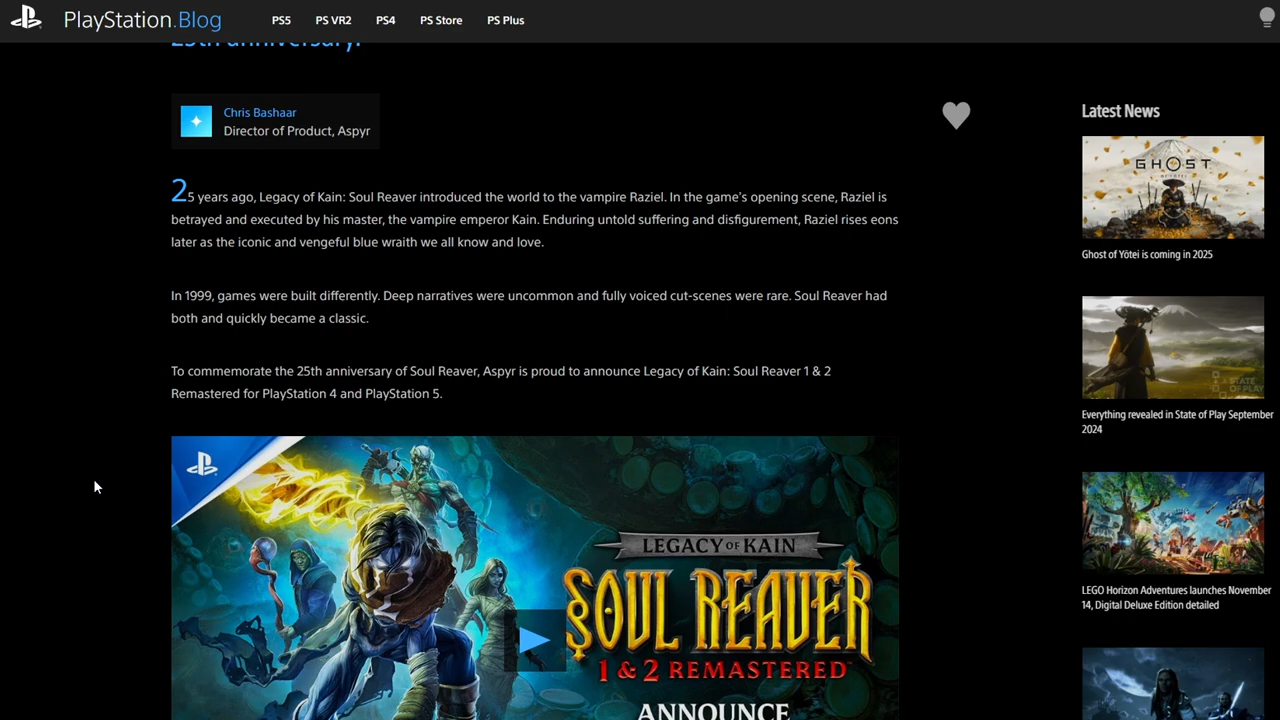 PlayStation.Blog
PS5
PS VR2
PS4
PS Store
PS Plus
25th anniversary.
Chris Bashaar
Director of Product, Aspyr
25 years ago, Legacy of Kain: Soul Reaver introduced the world to the vampire Raziel. In the game's opening scene, Raziel is
betrayed and executed by his master, the vampire emperor Kain. Enduring untold suffering and disfigurement, Raziel rises eons
later as the iconic and vengeful blue wraith we all know and love.
In 1999, games were built differently. Deep narratives were uncommon and fully voiced cut-scenes were rare. Soul Reaver had
both and quickly became a classic.
To commemorate the 25th anniversary of Soul Reaver, Aspyr is proud to announce Legacy of Kain: Soul Reaver 1 & 2
Remastered for PlayStation 4 and PlayStation 5.
LEGACY OF KAIN
SOUL REAVER
1 & 2 REMASTERED™
ANNOUNCE
Latest News
GHOST
OF YŌTEI
Ghost of Yōtei is coming in 2025
STATE
OF PLAY
Everything revealed in State of Play September
2024
LEGO Horizon Adventures launches November
14, Digital Deluxe Edition detailed